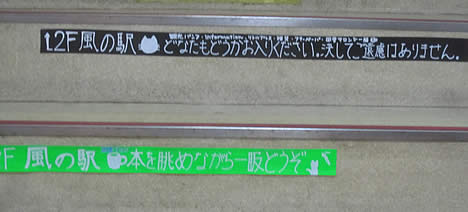 ↑2F風の駅 どなたもどうかお入りください。決してご遠慮はありません。
2F 風の駅 本を眺めながら一服どうぞ